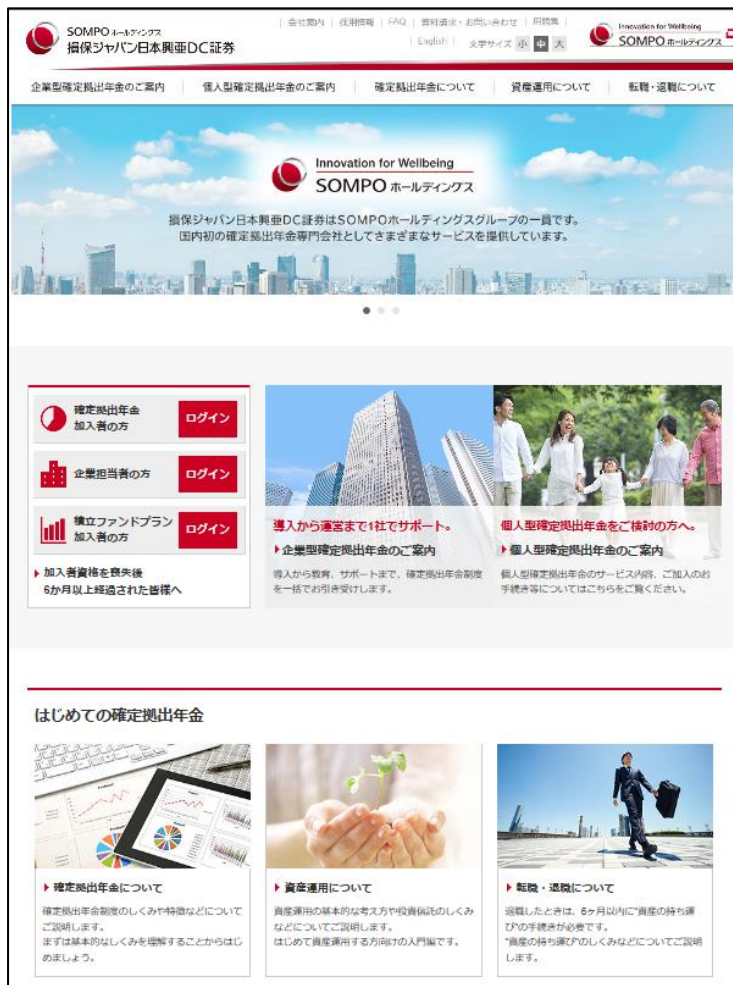 SOMPO ホールディングス
損保ジャパン日本興亜DC証券
会社案内 | 採用情報 | FAQ | 資料請求・お問い合わせ | 用語集
English 文字サイズ 小 中 大
Innovation for Wellbeing
SOMPO ホールディングス
企業型確定拠出年金のご案内 個人型確定拠出年金のご案内 確定拠出年金について 資産運用について 転職・退職について
Innovation for Wellbeing
SOMPO ホールディングス
損保ジャパン日本興亜DC証券はSOMPOホールディングスグループの一員です。
国内初の確定拠出年金専門会社としてさまざまなサービスを提供しています。
確定拠出年金
加入者の方
ログイン
企業担当者の方
ログイン
積立ファンドプラン
加入者の方
ログイン
加入者資格を喪失後
6か月以上経過された皆様へ
導入から運営まで1社でサポート。
企業型確定拠出年金のご案内
導入から教育、サポートまで、確定拠出年金制度
を一括でお引き受けします。
個人型確定拠出年金をご検討の方へ。
個人型確定拠出年金のご案内
個人型確定拠出年金のサービス内容、ご加入のお
手続き等についてはこちらをご覧ください。
はじめての確定拠出年金
確定拠出年金について
確定拠出年金制度のしくみや特徴などについて
ご説明します。
まずは基本的なしくみを理解することからはじ
めましょう。
資産運用について
資産運用の基本的な考え方や投資信託のしくみ
などについてご説明します。
はじめて資産運用する方向けの入門編です。
転職・退職について
退職したときは、6ヶ月以内に"資産の持ち運
び"の手続きが必要です。
"資産の持ち運び"のしくみなどについてご説明
します。